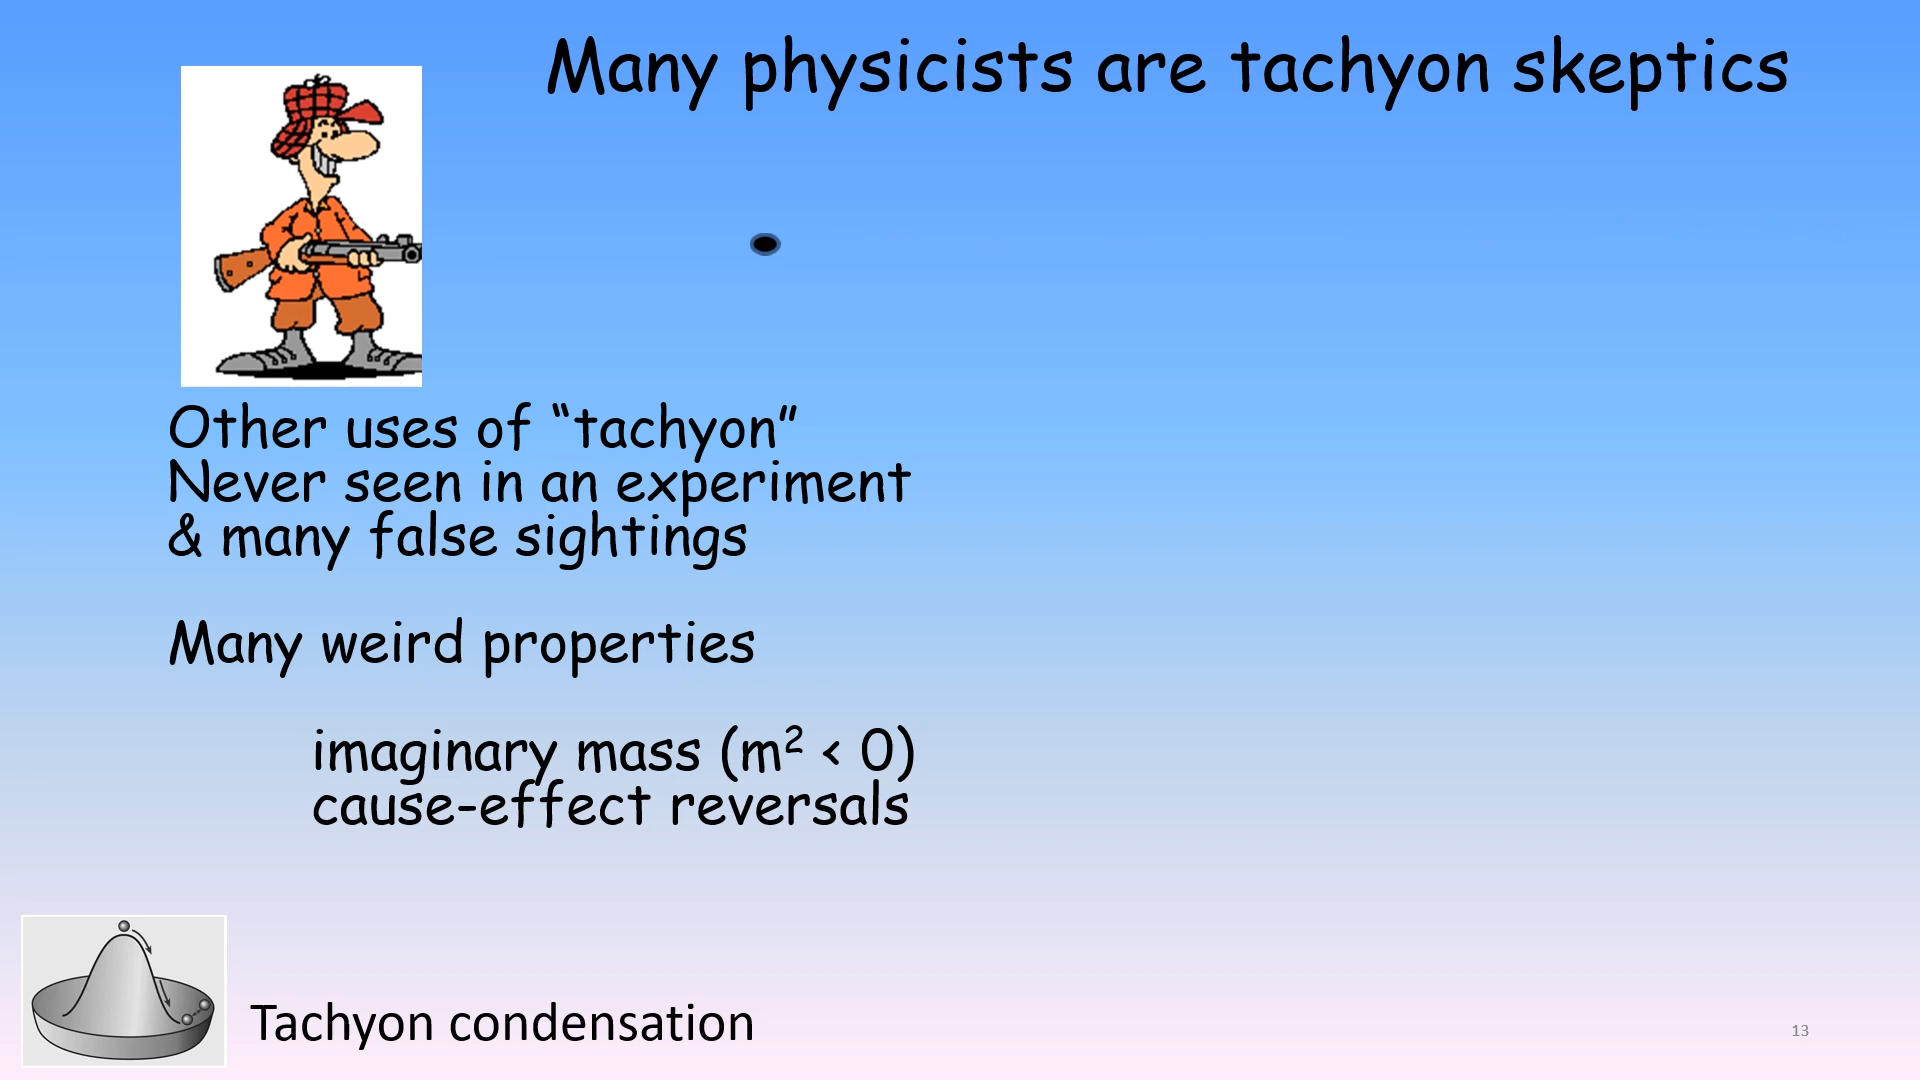 Many physicists are tachyon skeptics
Other uses of “tachyon”
Never seen in an experiment
& many false sightings
Many weird properties
imaginary mass (m² < 0)
cause-effect reversals
Tachyon condensation
13